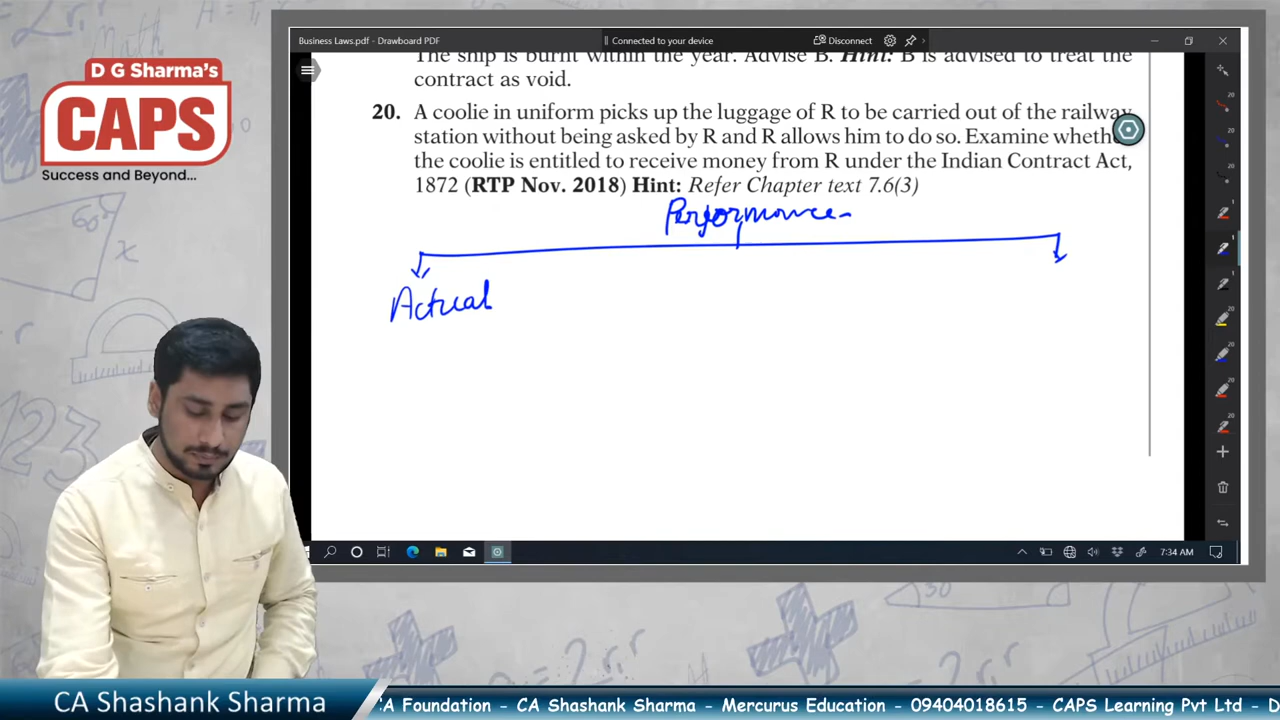 D G Sharma's
CAPS
Success and Beyond...
Business Laws.pdf - Drawboard PDF
Connected to your device
Disconnect
The ship is burnt within the year. Advise B. Hint: B is advised to treat the
contract as void.
20. A coolie in uniform picks up the luggage of R to be carried out of the railway
station without being asked by R and R allows him to do so. Examine whethe
the coolie is entitled to receive money from R under the Indian Contract Act,
1872 (RTP Nov. 2018) Hint: Refer Chapter text 7.6(3)
Performance
Actual
7:34 AM
CA Shashank Sharma
CA Foundation - CA Shashank Sharma - Mercurus Education - 09404018615 - CAPS Learning Pvt Ltd - D